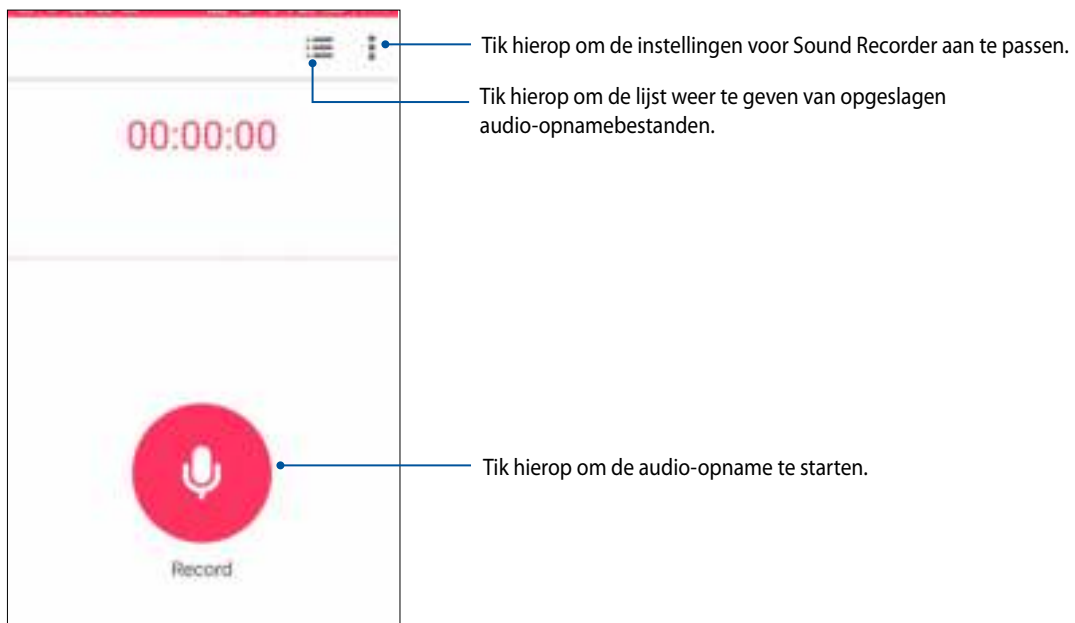 Tik hierop om de instellingen voor Sound Recorder aan te passen.
Tik hierop om de lijst weer te geven van opgeslagen
audio-opnamebestanden.
00:00:00
Tik hierop om de audio-opname te starten.
Record